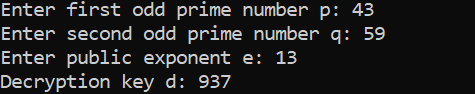 Enter first odd prime number p: 43
Enter second odd prime number q: 59
Enter public exponent e: 13
Decryption key d: 937